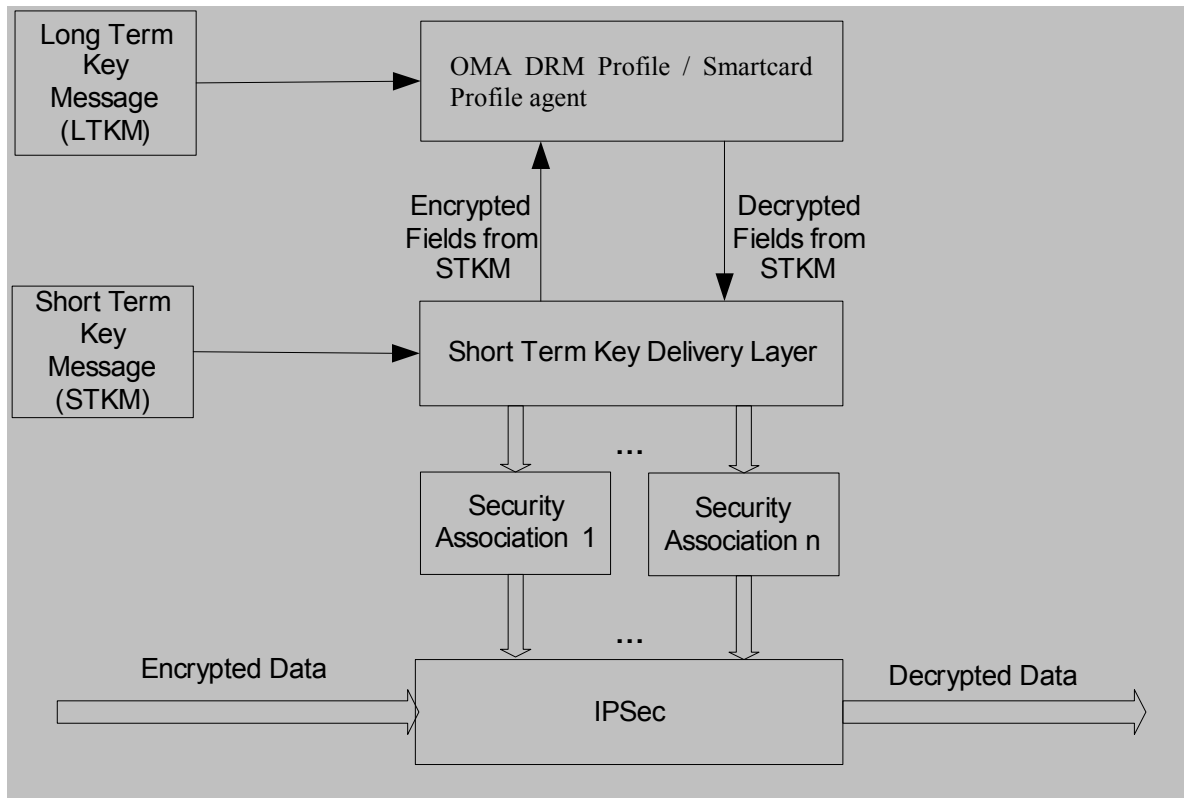 Long Term
Key
Message
(LTKM)
OMA DRM Profile / Smartcard
Profile agent
Encrypted
Fields from
STKM
Decrypted
Fields from
STKM
Short Term
Key
Message
(STKM)
Short Term Key Delivery Layer
...
Security
Association 1
Security
Association n
...
Encrypted Data
IPSec
Decrypted Data